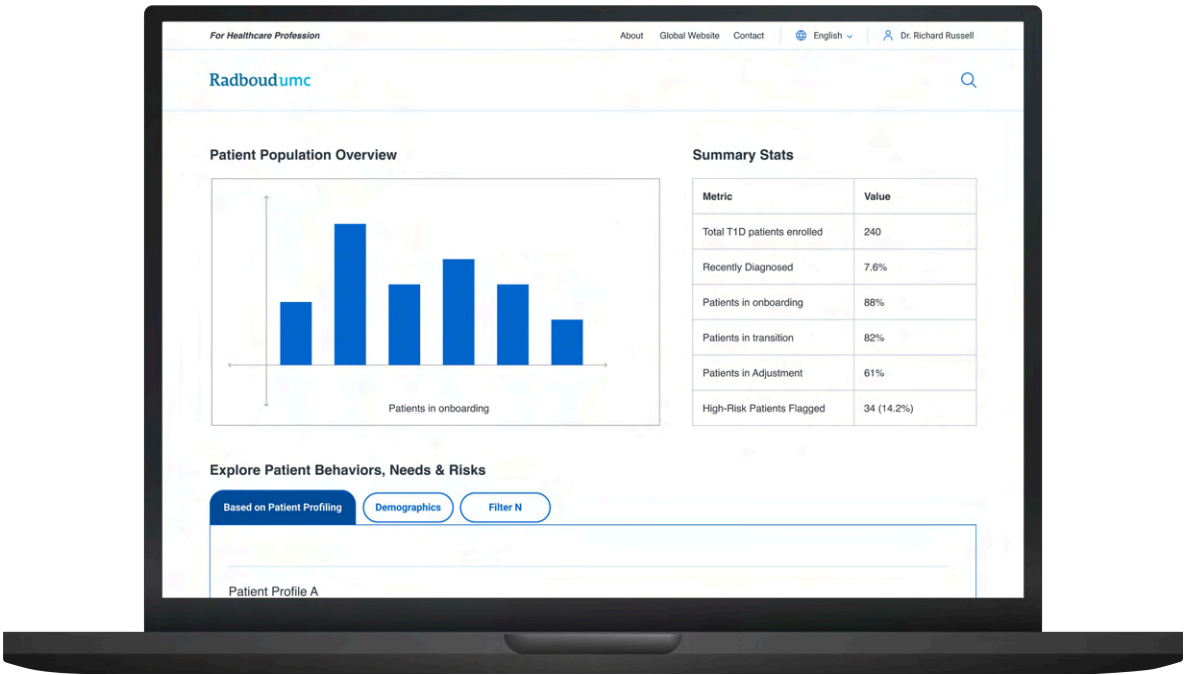 For Healthcare Profession
About Global Website Contact English Dr. Richard Russell
Radboudumc
Patient Population Overview
Patients in onboarding
Summary Stats
Metric Value
Total T1D patients enrolled 240
Recently Diagnosed 7.6%
Patients in onboarding 88%
Patients in transition 82%
Patients in Adjustment 61%
High-Risk Patients Flagged 34 (14.2%)
Explore Patient Behaviors, Needs & Risks
Based on Patient Profiling Demographics Filter N
Patient Profile A